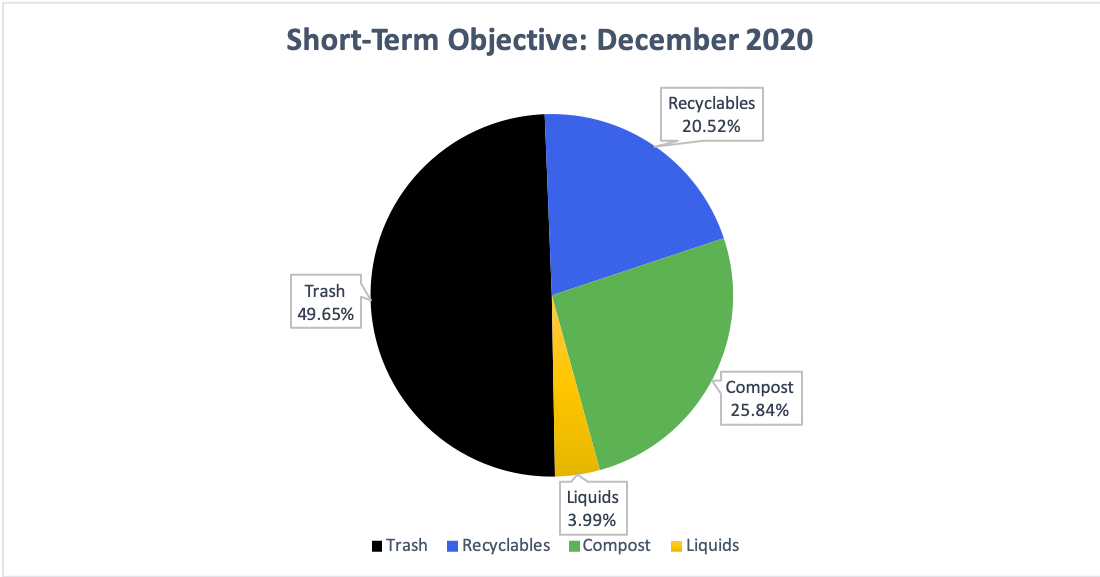 Short-Term Objective: December 2020
Recyclables
20.52%
Trash
49.65%
Compost
25.84%
Liquids
3.99%
Trash Recyclables Compost Liquids